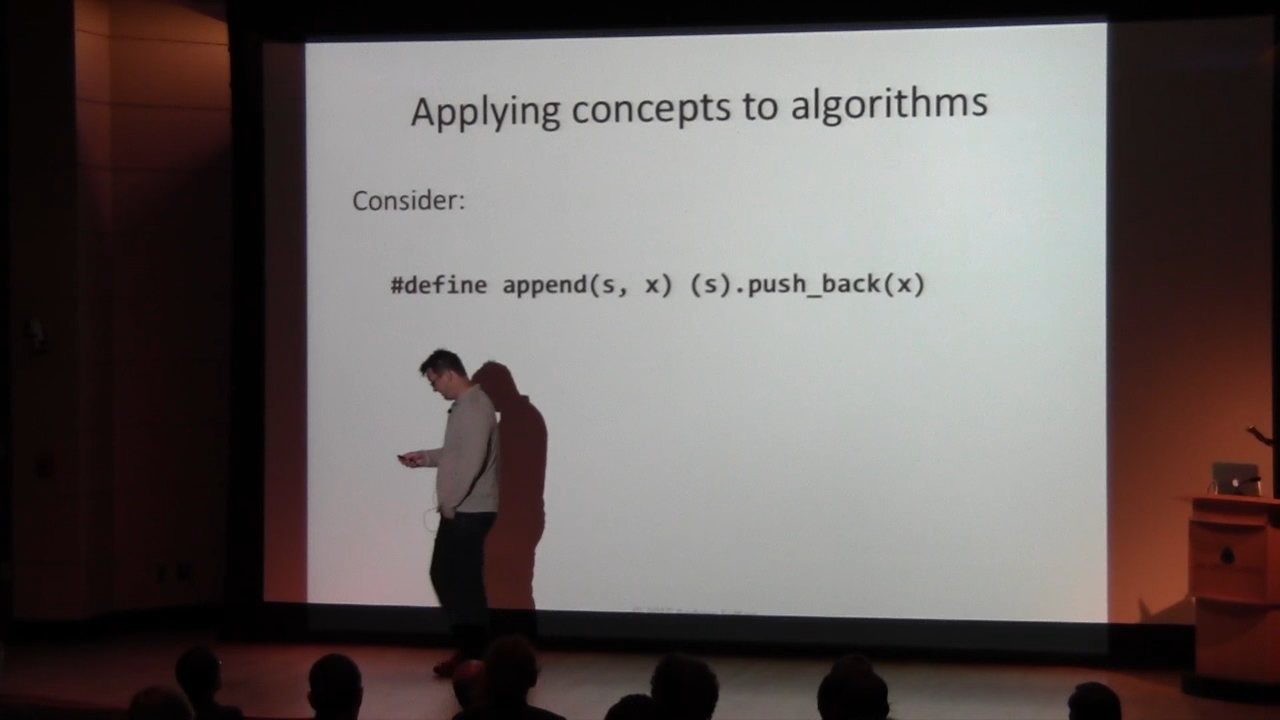 Applying concepts to algorithms
Consider:
#define append(s, x) (s).push_back(x)